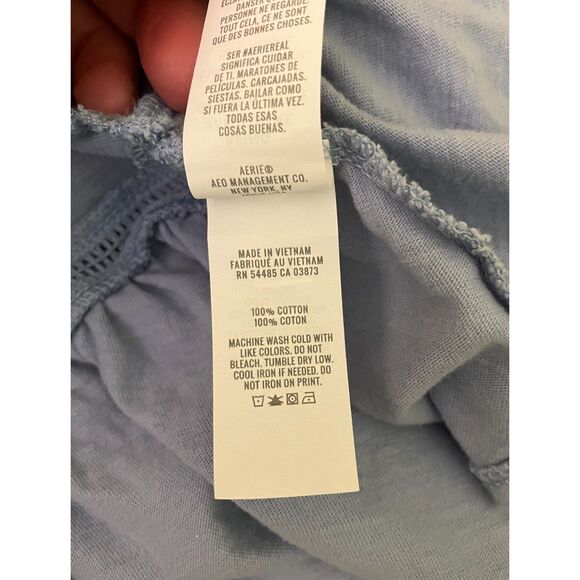 DANSER QU
PERSONNE NE REGARDE.
TOUT CELA, CE DONT
QUE DES BONNES CHOSES.
SER #AERIEREAL
SIGNIFICA CUIDAR
DE TI. MARATONES DE
PELÍCULAS. CARCAJADAS.
SIESTAS. BAILAR COMO
SI FUERA LA ÚLTIMA VEZ.
TODAS ESAS
COSAS BUENAS.
AERIE®
AEO MANAGEMENT CO.
NEW YORK, NY
MADE IN VIETNAM
FABRIQUÉ AU VIETNAM
RN 54485 CA 03873
100% COTTON
100% COTON
MACHINE WASH COLD WITH
LIKE COLORS. DO NOT
BLEACH. TUMBLE DRY LOW.
COOL IRON IF NEEDED. DO
NOT IRON ON PRINT.